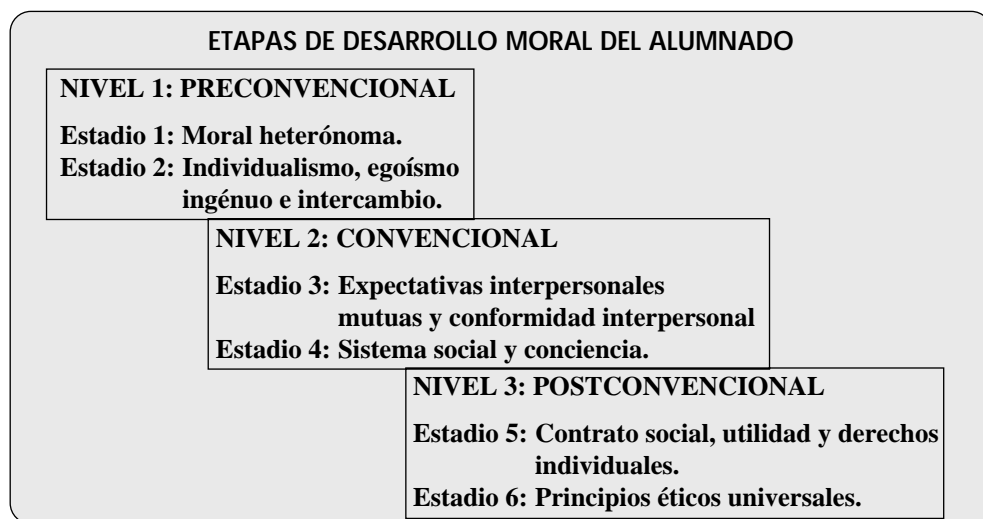 ETAPAS DE DESARROLLO MORAL DEL ALUMNADO
NIVEL 1: PRECONVENCIONAL
Estadio 1: Moral heterónoma.
Estadio 2: Individualismo, egoísmo
ingénuo e intercambio.
NIVEL 2: CONVENCIONAL
Estadio 3: Expectativas interpersonales
mutuas y conformidad interpersonal
Estadio 4: Sistema social y conciencia.
NIVEL 3: POSTCONVENCIONAL
Estadio 5: Contrato social, utilidad y derechos
individuales.
Estadio 6: Principios éticos universales.